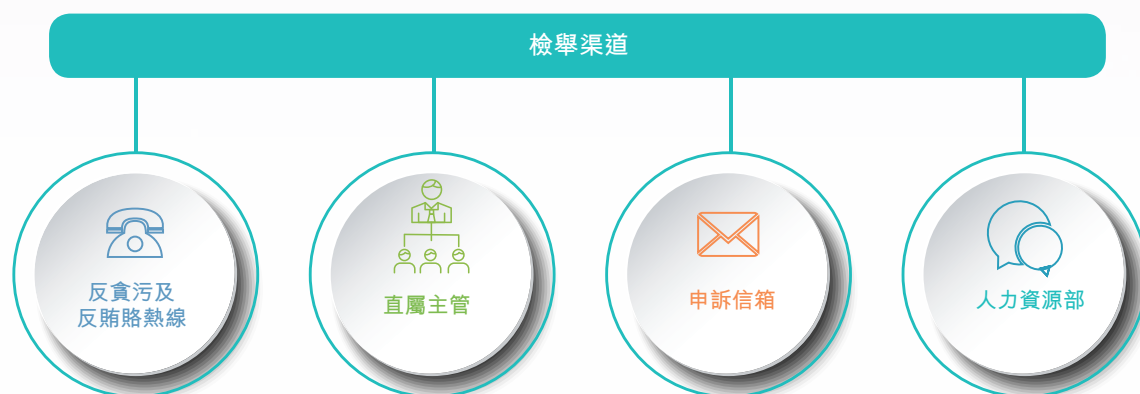 檢舉渠道
反貪污及
反賄賂熱線
直屬主管
申訴信箱
人力資源部